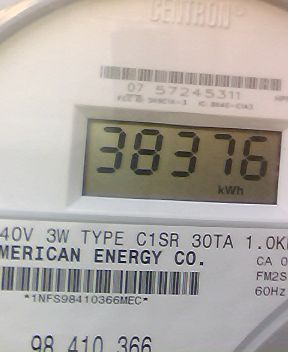 CENTRON®
07 57245311
38376
kWh
40V 3W TYPE C1SR 30TA 1.0K
MERICAN ENERGY CO.
CA 0
FM2S
60Hz
*1NFS98410366MEC*
98 410 366